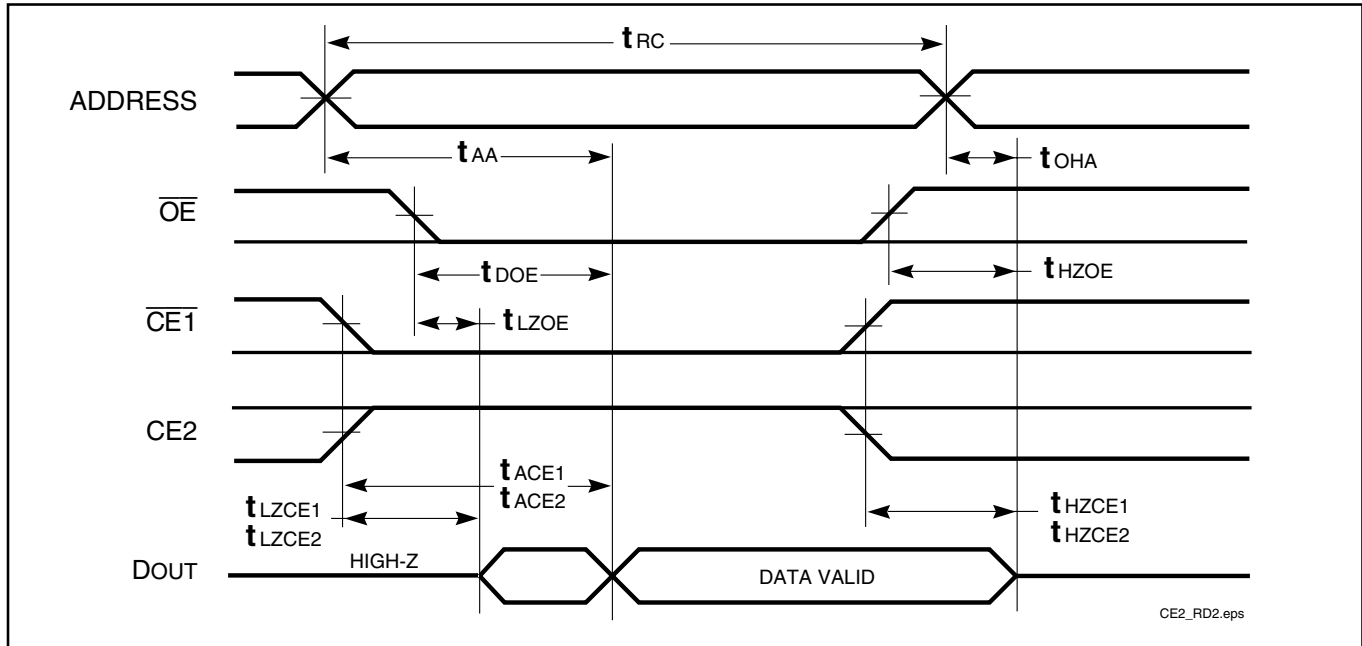 tRC
ADDRESS
tAA
tOHA
OE
tDOE
tHZOE
CE1
tLZOE
CE2
tACE1
tACE2
tLZCE1
tLZCE2
tHZCE1
tHZCE2
DOUT
HIGH-Z
DATA VALID
CE2_RD2.eps